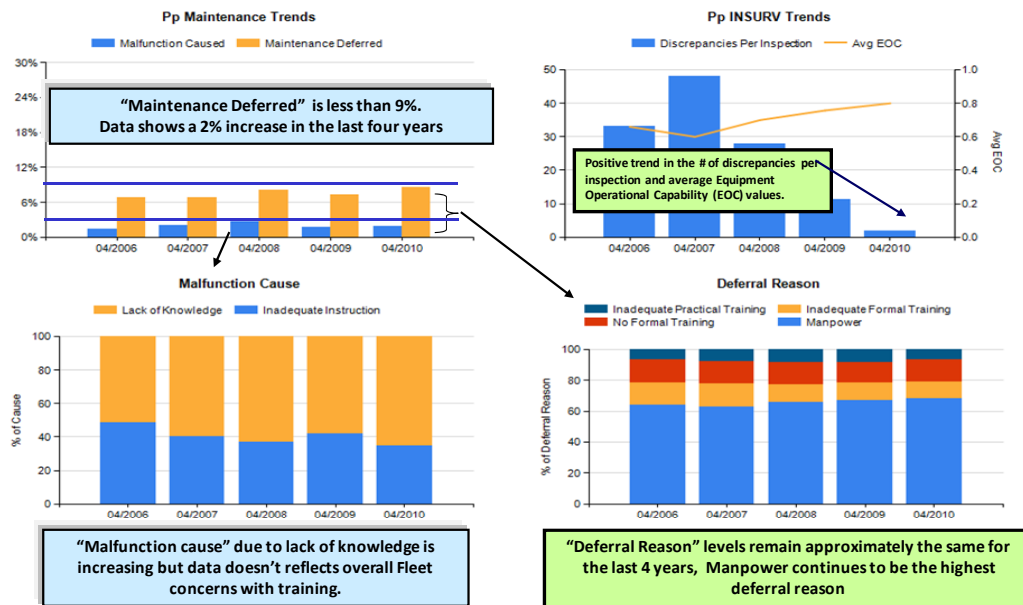 Pp Maintenance Trends
Malfunction Caused Maintenance Deferred
30%
24%
18%
12%
6%
0%
“Maintenance Deferred” is less than 9%.
Data shows a 2% increase in the last four years
04/2006 04/2007 04/2008 04/2009 04/2010
Pp INSURV Trends
Discrepancies Per Inspection Avg EOC
50
40
30
20
10
0
1.0
0.8
0.6
0.4
0.2
0.0
Avg EOC
Positive trend in the # of discrepancies per
inspection and average Equipment
Operational Capability (EOC) values.
04/2006 04/2007 04/2008 04/2009 04/2010
Malfunction Cause
Lack of Knowledge Inadequate Instruction
% of Cause
100
80
60
40
20
0
04/2006 04/2007 04/2008 04/2009 04/2010
“Malfunction cause” due to lack of knowledge is
increasing but data doesn’t reflects overall Fleet
concerns with training.
Deferral Reason
Inadequate Practical Training Inadequate Formal Training
No Formal Training Manpower
% of Deferral Reason
100
80
60
40
20
0
04/2006 04/2007 04/2008 04/2009 04/2010
“Deferral Reason” levels remain approximately the same for
the last 4 years, Manpower continues to be the highest
deferral reason